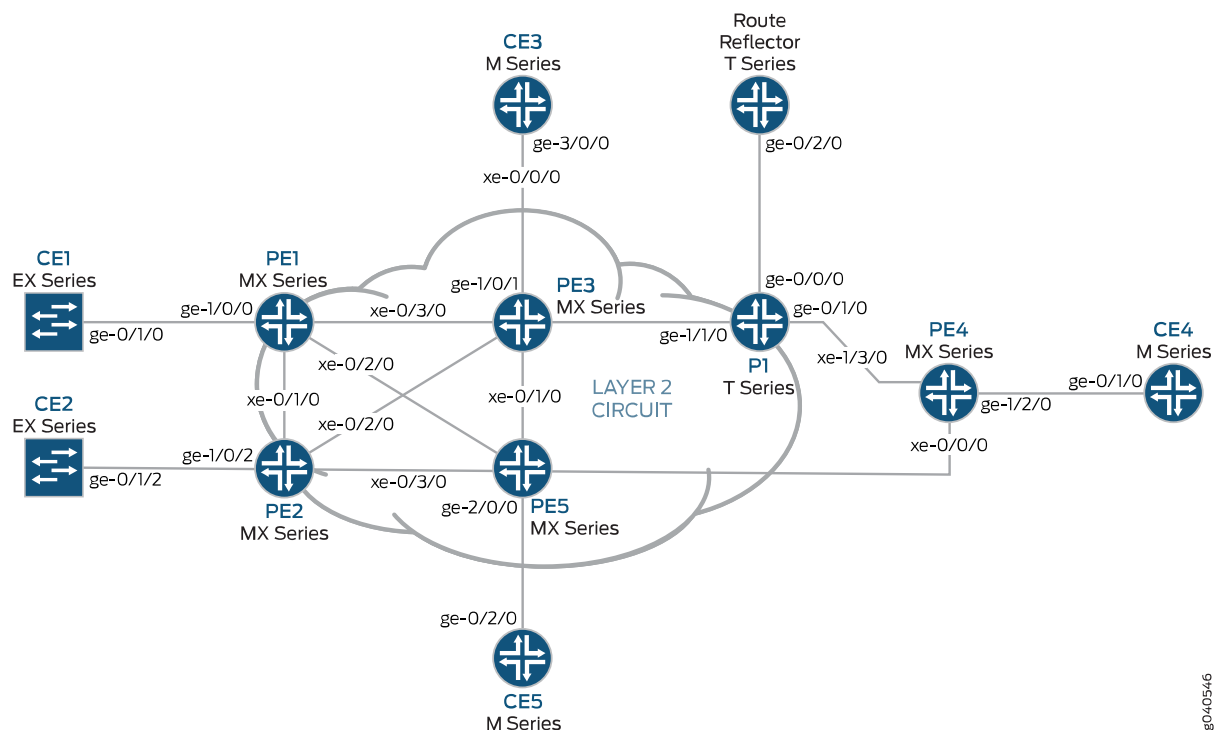 CE3
M Series
Route
Reflector
T Series
ge-3/0/0
ge-0/2/0
xe-0/0/0
CE1
EX Series
PE1
MX Series
ge-1/0/1
PE3
MX Series
ge-0/0/0
ge-0/1/0
ge-1/0/0
ge-0/1/0
xe-0/3/0
ge-1/1/0
P1
T Series
xe-1/3/0
PE4
MX Series
CE4
M Series
xe-0/2/0
ge-0/1/0
ge-1/2/0
CE2
EX Series
xe-0/1/0
xe-0/2/0
xe-0/1/0
LAYER 2
CIRCUIT
xe-0/0/0
ge-1/0/2
ge-0/1/2
xe-0/3/0
PE2
MX Series
ge-2/0/0
PE5
MX Series
ge-0/2/0
CE5
M Series
g040546